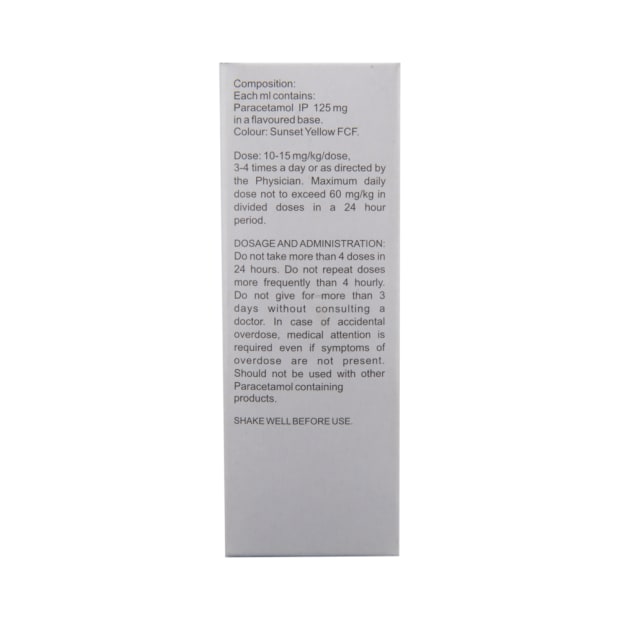 Composition:
Each ml contains:
Paracetamol IP 125 mg
in a flavoured base.
Colour: Sunset Yellow FCF.
Dose: 10-15 mg/kg/dose,
3-4 times a day or as directed by
the Physician. Maximum daily
dose not to exceed 60 mg/kg in
divided doses in a 24 hour
period.
DOSAGE AND ADMINISTRATION:
Do not take more than 4 doses in
24 hours. Do not repeat doses
more frequently than 4 hourly.
Do not give for more than 3
days without consulting a
doctor. In case of accidental
overdose, medical attention is
required even if symptoms of
overdose are not present.
Should not be used with other
Paracetamol containing
products.
SHAKE WELL BEFORE USE.